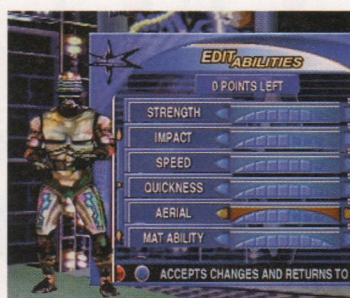 EDIT ABILITIES
0 POINTS LEFT
STRENGTH
IMPACT
SPEED
QUICKNESS
AERIAL
MAT ABILITY
ACCEPTS CHANGES AND RETURNS TO